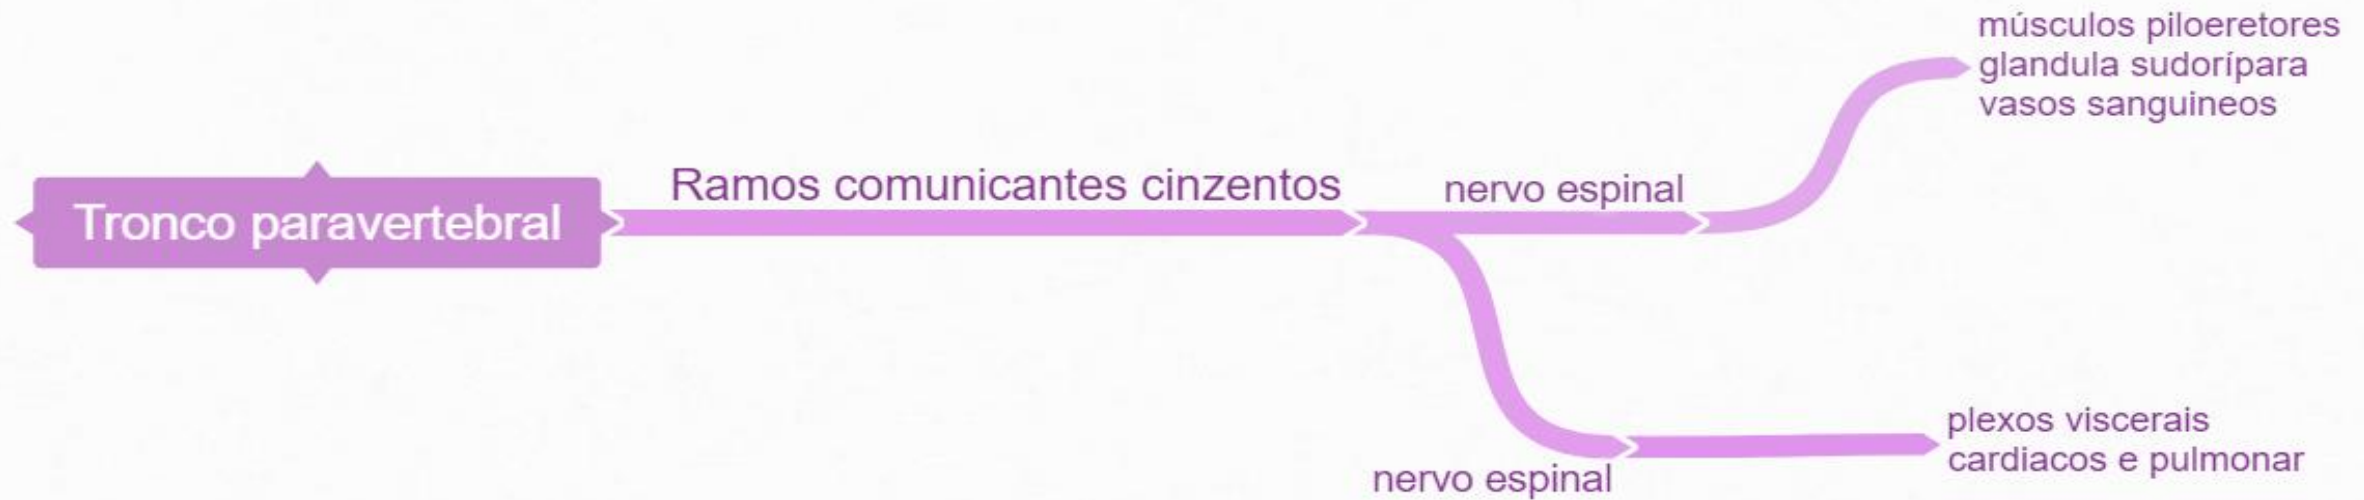 Tronco paravertebral
Ramos comunicantes cinzentos
nervo espinal
músculos piloeretores
glandula sudorípara
vasos sanguineos
nervo espinal
plexos viscerais
cardiacos e pulmonar